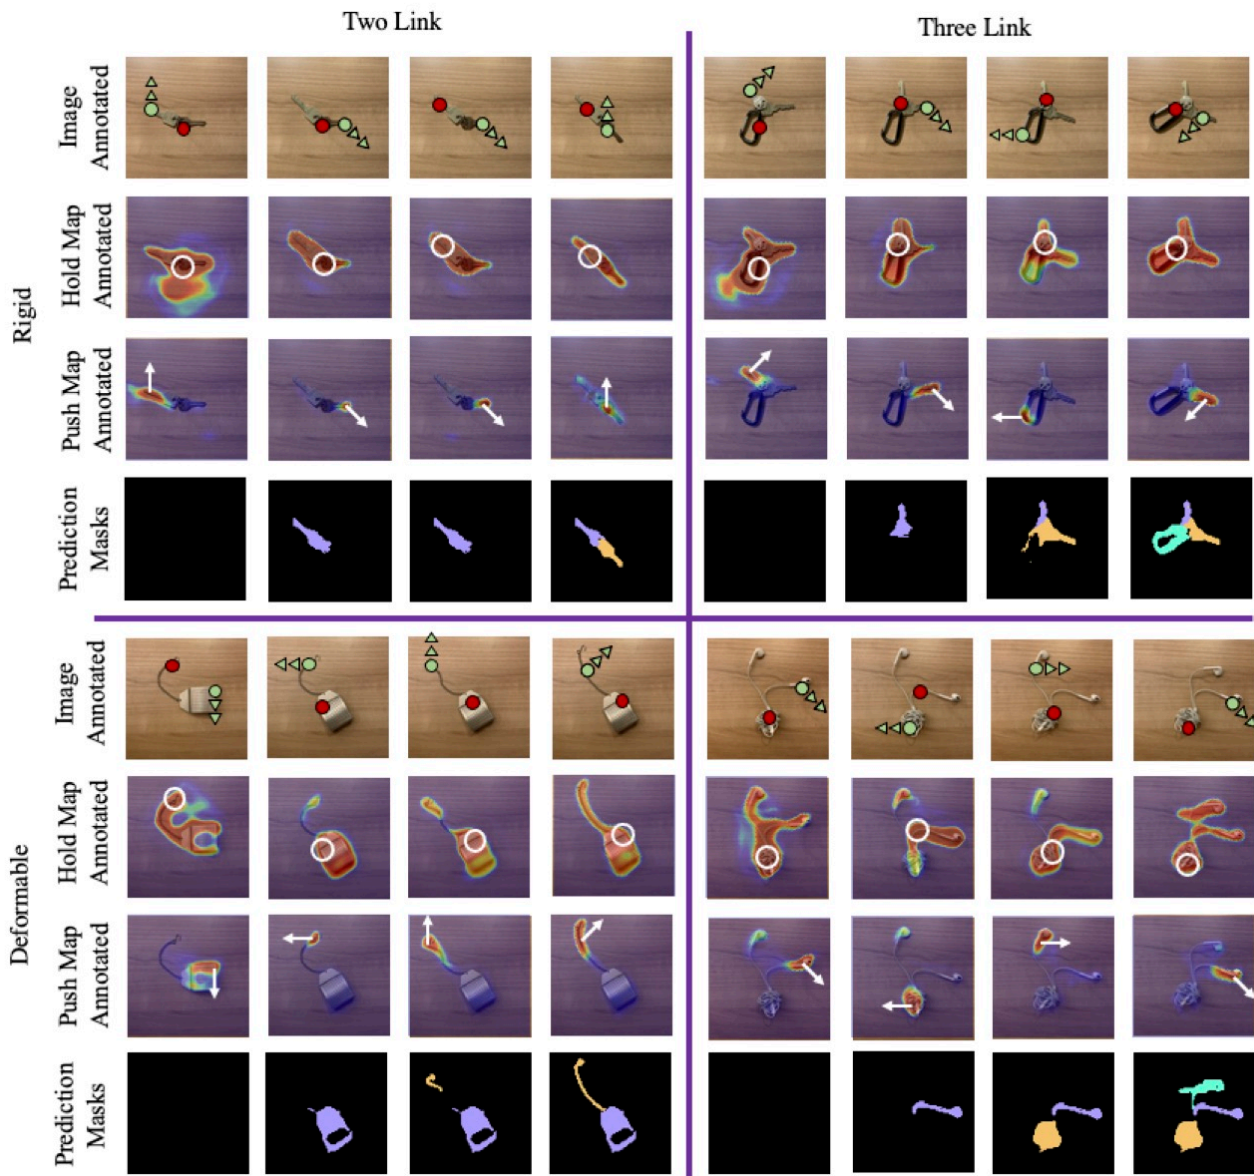 Two Link
Three Link
Rigid
Image
Annotated
Hold Map
Annotated
Push Map
Annotated
Prediction
Masks
Deformable
Image
Annotated
Hold Map
Annotated
Push Map
Annotated
Prediction
Masks